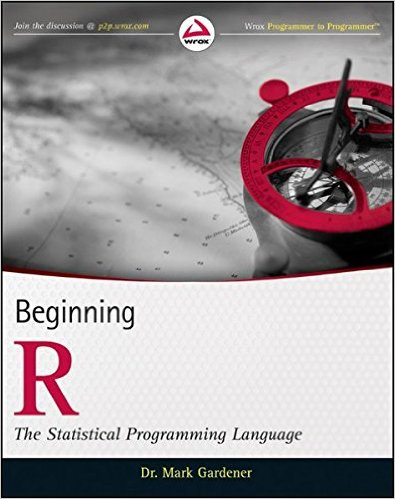 Join the discussion @ p2p.wrox.com
Wrox Programmer to Programmer™
wrox
Beginning
R
The Statistical Programming Language
Dr. Mark Gardener